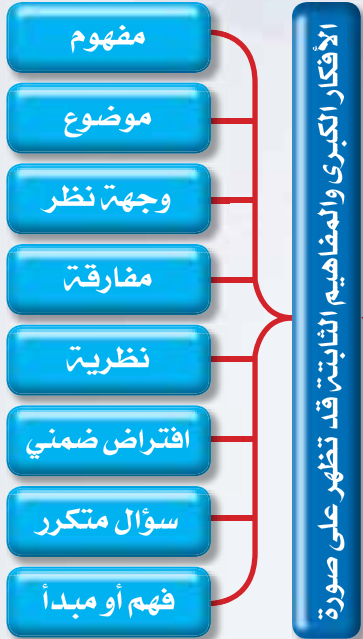 الأفكار الكبرى والمفاهيم الثابتة قد تظهر على صورة
مفهوم
موضوع
وجهة نظر
مفارقة
نظرية
افتراض ضمني
سؤال متكرر
فهم أو مبدأ